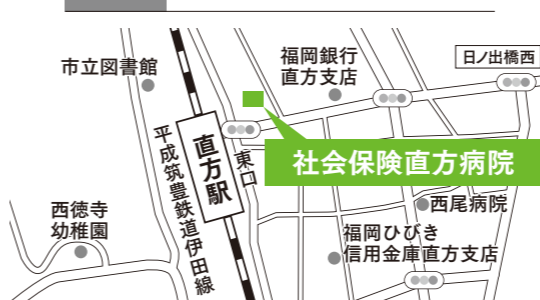 市立図書館
福岡銀行
直方支店
日ノ出橋西
直方駅
東口
平成筑豊鉄道伊田線
社会保険直方病院
西徳寺
幼稚園
西尾病院
福岡ひびき
信用金庫直方支店